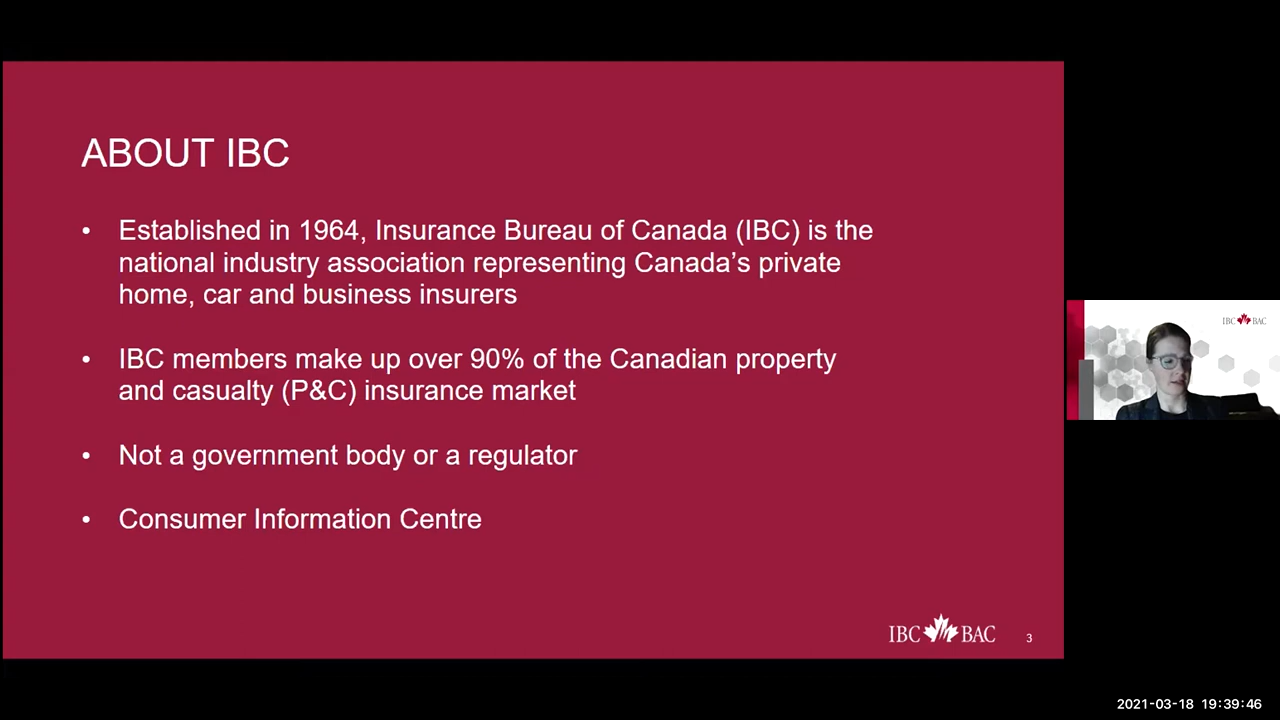 ABOUT IBC
• Established in 1964, Insurance Bureau of Canada (IBC) is the
national industry association representing Canada’s private
home, car and business insurers
• IBC members make up over 90% of the Canadian property
and casualty (P&C) insurance market
• Not a government body or a regulator
• Consumer Information Centre
IBC BAC
3
IBC BAC
2021-03-18 19:39:46